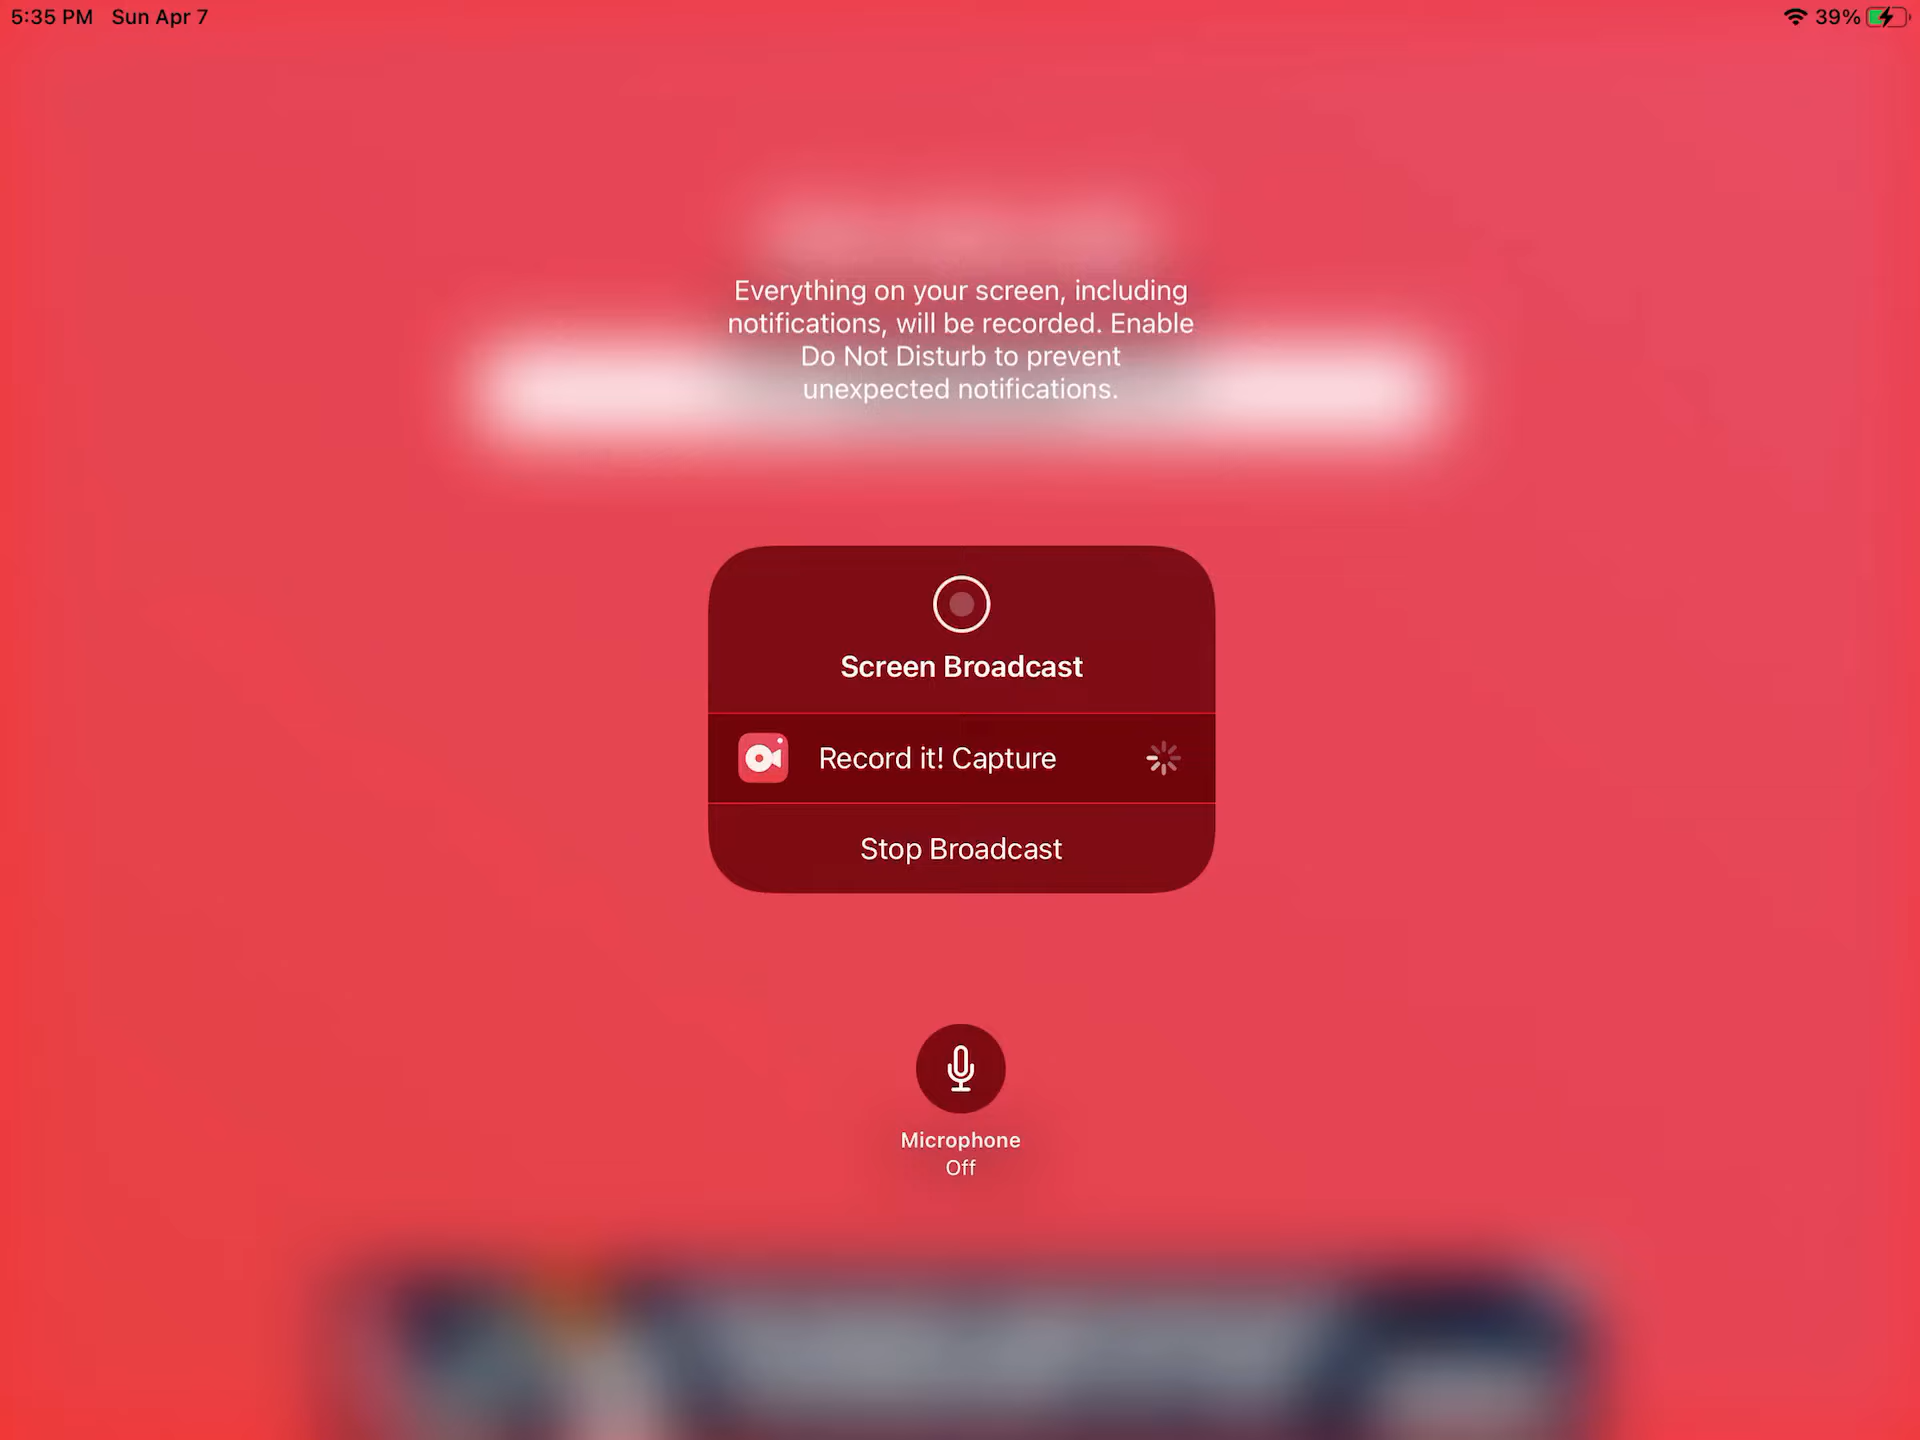 5:35 PM Sun Apr 7
39%
Everything on your screen, including
notifications, will be recorded. Enable
Do Not Disturb to prevent
unexpected notifications.
Screen Broadcast
Record it! Capture
Stop Broadcast
Microphone
Off